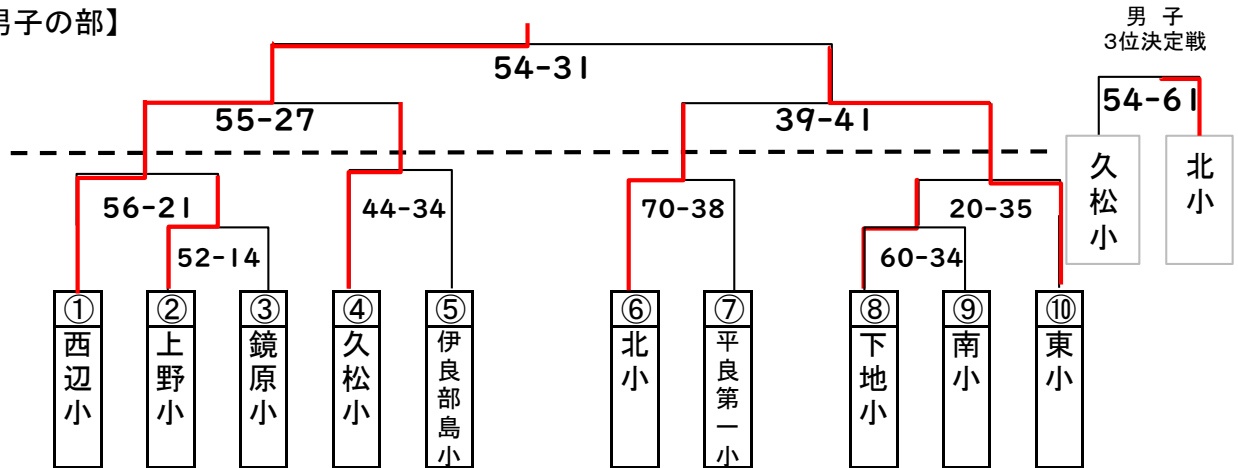 男子の部】
男 子
3位決定戦
54-31
54-61
55-27
39-41
久松小
北小
56-21
44-34
70-38
20-35
52-14
60-34
①
②
③
④
⑤
⑥
⑦
⑧
⑨
⑩
西辺小
上野小
鏡原小
久松小
伊良部島小
北小
平良第一小
下地小
南小
東小